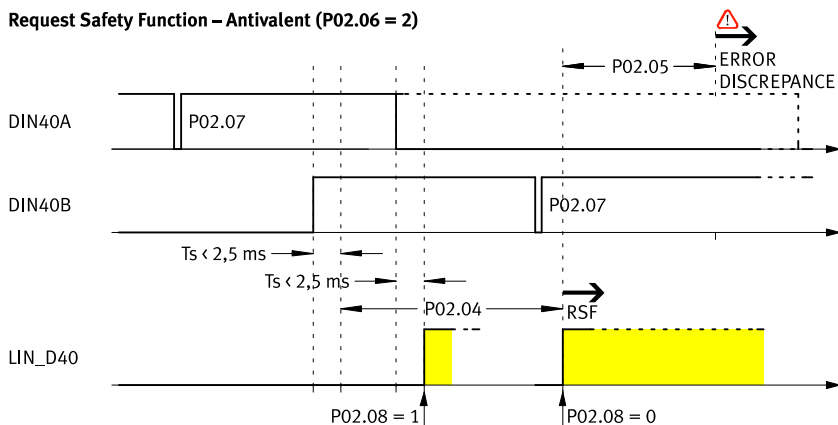 Request Safety Function – Antivalent (P02.06 = 2)
P02.05
ERROR
DISCREPANCE
DIN40A
P02.07
DIN40B
P02.07
Ts < 2,5 ms
Ts < 2,5 ms
P02.04
RSF
LIN_D40
P02.08 = 1
P02.08 = 0